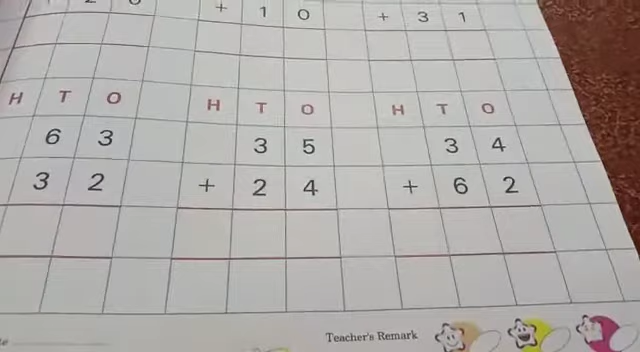 + 1 0 + 3 1
H T O H T O H T O
6 3 3 5 3 4
3 2 + 2 4 + 6 2
Teacher's Remark